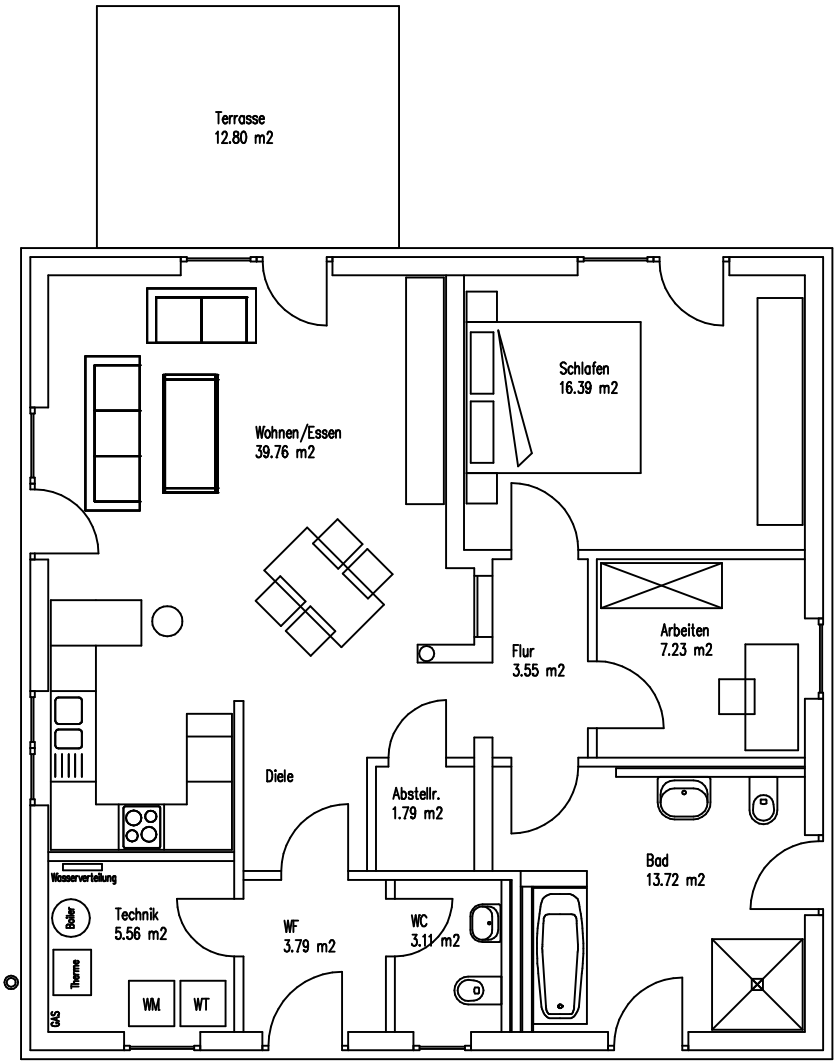 Terrasse
12.80 m2
Schlafen
16.39 m2
Wohnen/Essen
39.76 m2
Arbeiten
7.23 m2
Flur
3.55 m2
Diele
Abstellr.
1.79 m2
Bad
13.72 m2
Wasserverteilung
Boiler
Technik
5.56 m2
WF
3.79 m2
WC
3.11 m2
Therme
WM
WT
GAS